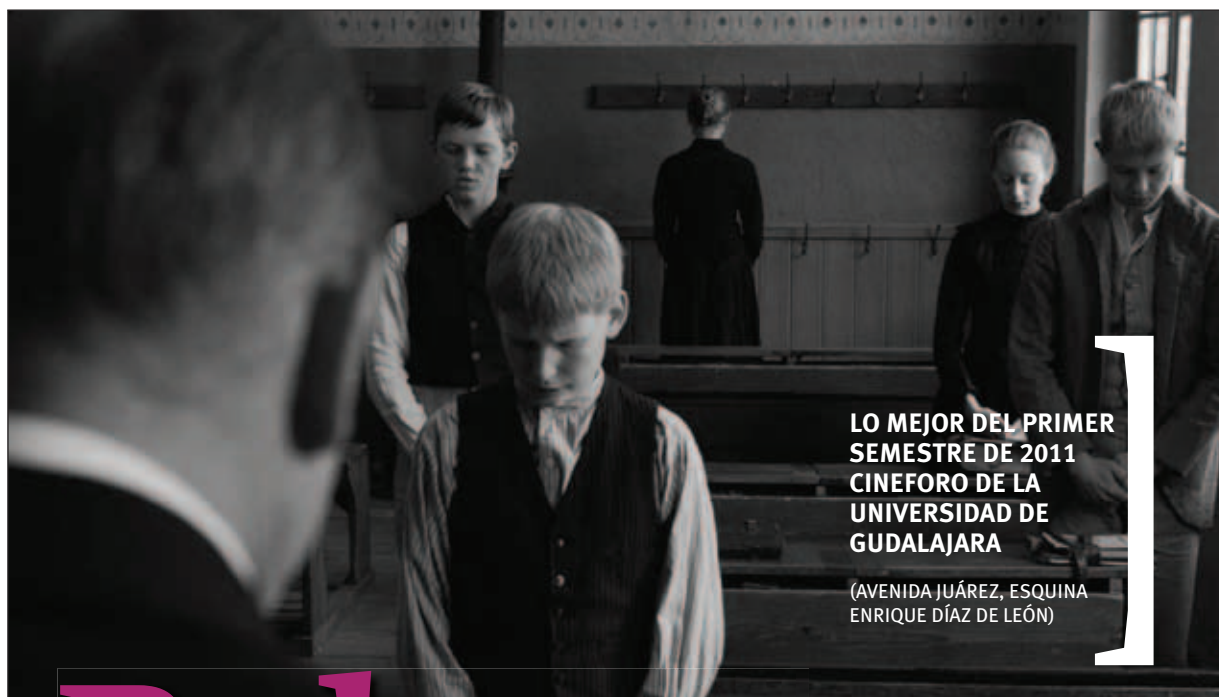 LO MEJOR DEL PRIMER
SEMESTRE DE 2011
CINEFORO DE LA
UNIVERSIDAD DE
GUDALAJARA
(AVENIDA JUÁREZ, ESQUINA
ENRIQUE DÍAZ DE LEÓN)